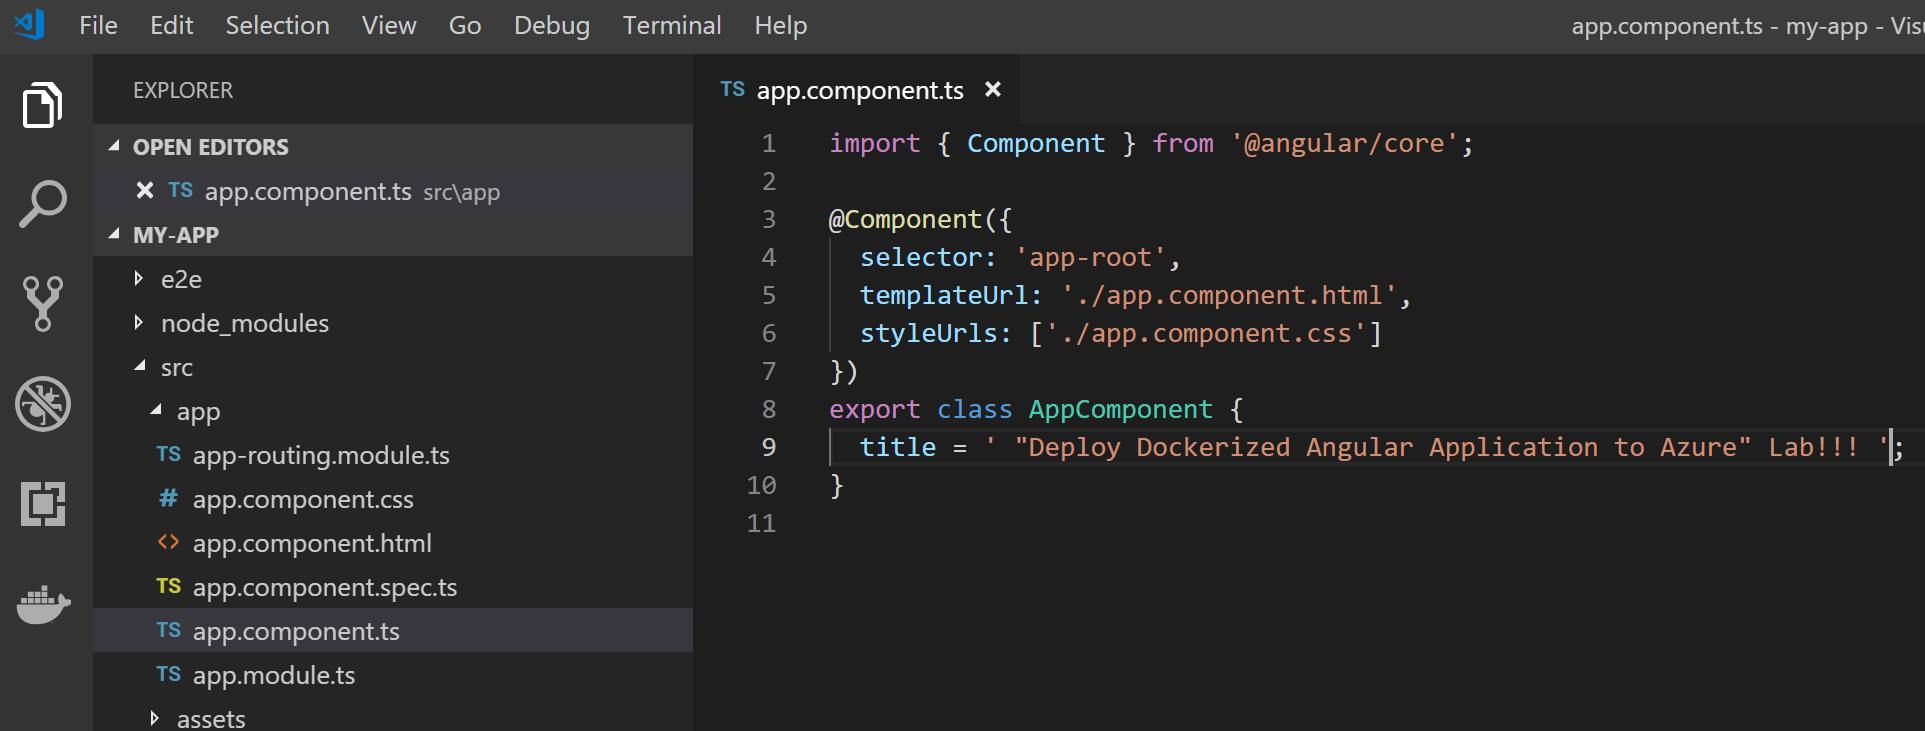 File Edit Selection View Go Debug Terminal Help
app.component.ts - my-app - Visu
EXPLORER
OPEN EDITORS
TS app.component.ts src\app
MY-APP
e2e
node_modules
src
app
TS app-routing.module.ts
# app.component.css
<> app.component.html
TS app.component.spec.ts
TS app.component.ts
TS app.module.ts
assets
TS app.component.ts
1 import { Component } from '@angular/core';
2
3 @Component({
4 selector: 'app-root',
5 templateUrl: './app.component.html',
6 styleUrls: ['./app.component.css']
7 })
8 export class AppComponent {
9 title = ' "Deploy Dockerized Angular Application to Azure" Lab!!! ';
10 }
11